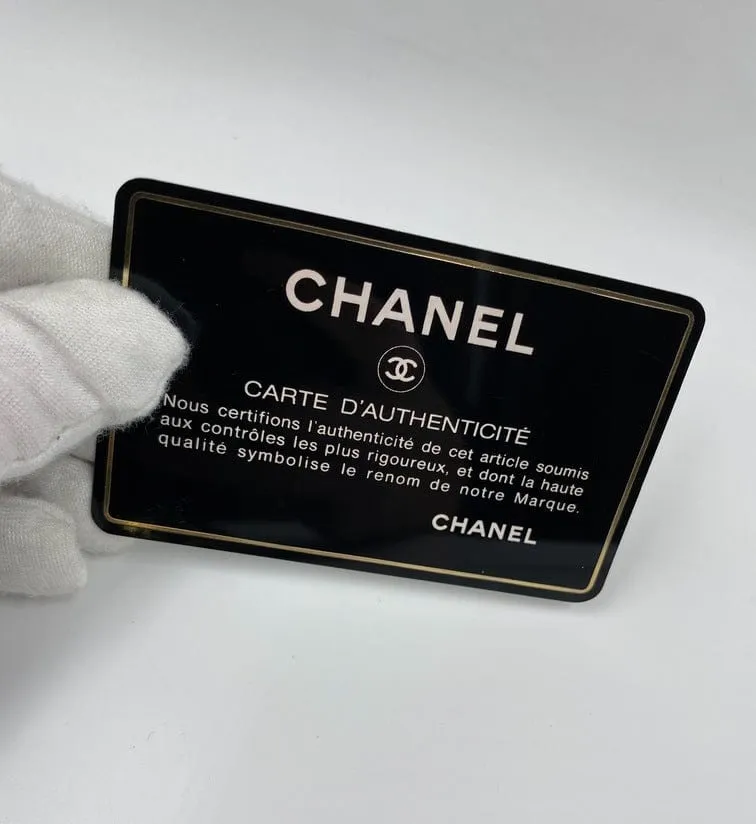 CHANEL
CARTE D'AUTHENTICITÉ
Nous certifions l'authenticité de cet article soumis
aux contrôles les plus rigoureux, et dont la haute
qualité symbolise le renom de notre Marque.
CHANEL